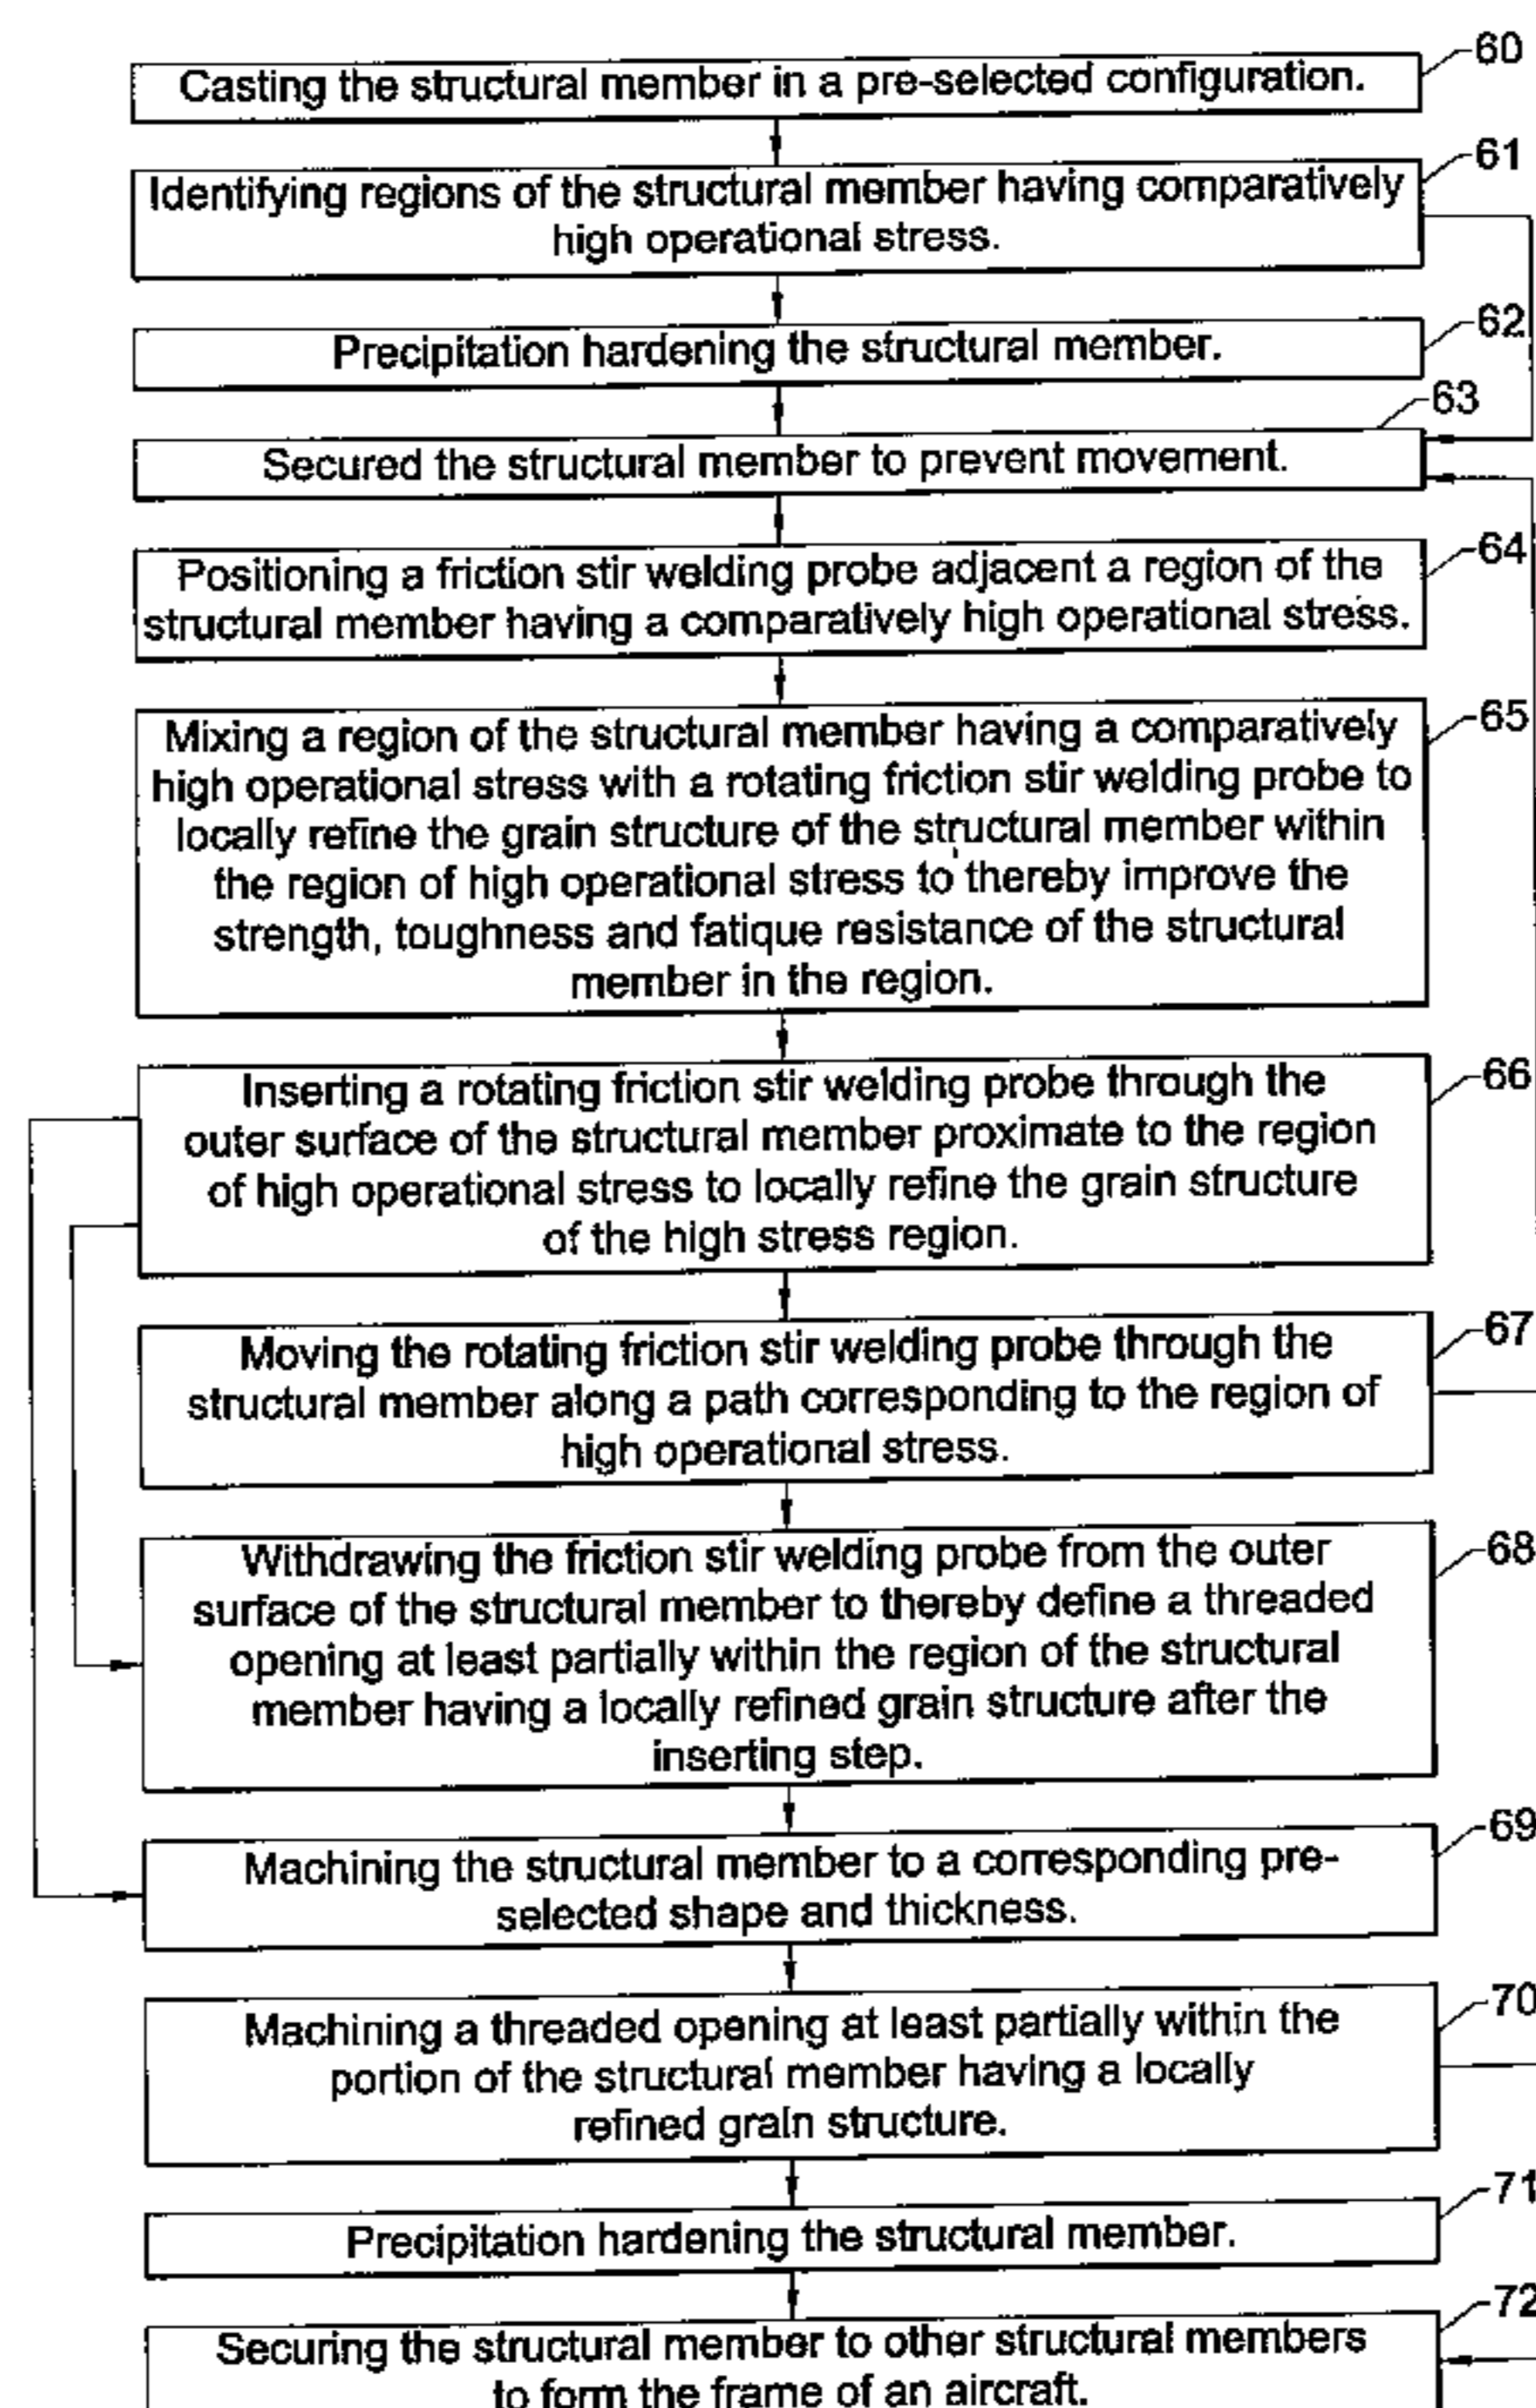 60
Casting the structural member in a pre-selected configuration.
61
Identifying regions of the structural member having comparatively
high operational stress.
62
Precipitation hardening the structural member.
63
Secured the structural member to prevent movement.
64
Positioning a friction stir welding probe adjacent a region of the
structural member having a comparatively high operational stress.
65
Mixing a region of the structural member having a comparatively
high operational stress with a rotating friction stir welding probe to
locally refine the grain structure of the structural member within
the region of high operational stress to thereby improve the
strength, toughness and fatique resistance of the structural
member in the region.
66
Inserting a rotating friction stir welding probe through the
outer surface of the structural member proximate to the region
of high operational stress to locally refine the grain structure
of the high stress region.
67
Moving the rotating friction stir welding probe through the
structural member along a path corresponding to the region of
high operational stress.
68
Withdrawing the friction stir welding probe from the outer
surface of the structural member to thereby define a threaded
opening at least partially within the region of the structural
member having a locally refined grain structure after the
inserting step.
69
Machining the structural member to a corresponding pre-
selected shape and thickness.
70
Machining a threaded opening at least partially within the
portion of the structural member having a locally
refined grain structure.
71
Precipitation hardening the structural member.
72
Securing the structural member to other structural members
to form the frame of an aircraft.